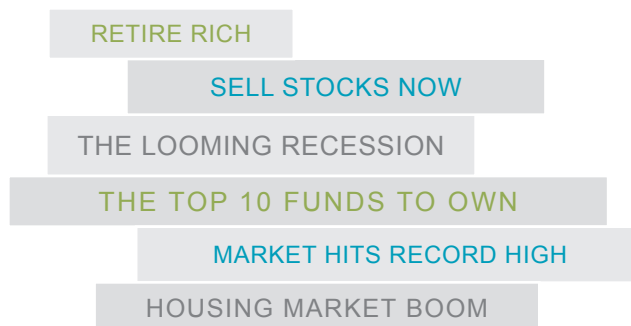 RETIRE RICH
SELL STOCKS NOW
THE LOOMING RECESSION
THE TOP 10 FUNDS TO OWN
MARKET HITS RECORD HIGH
HOUSING MARKET BOOM